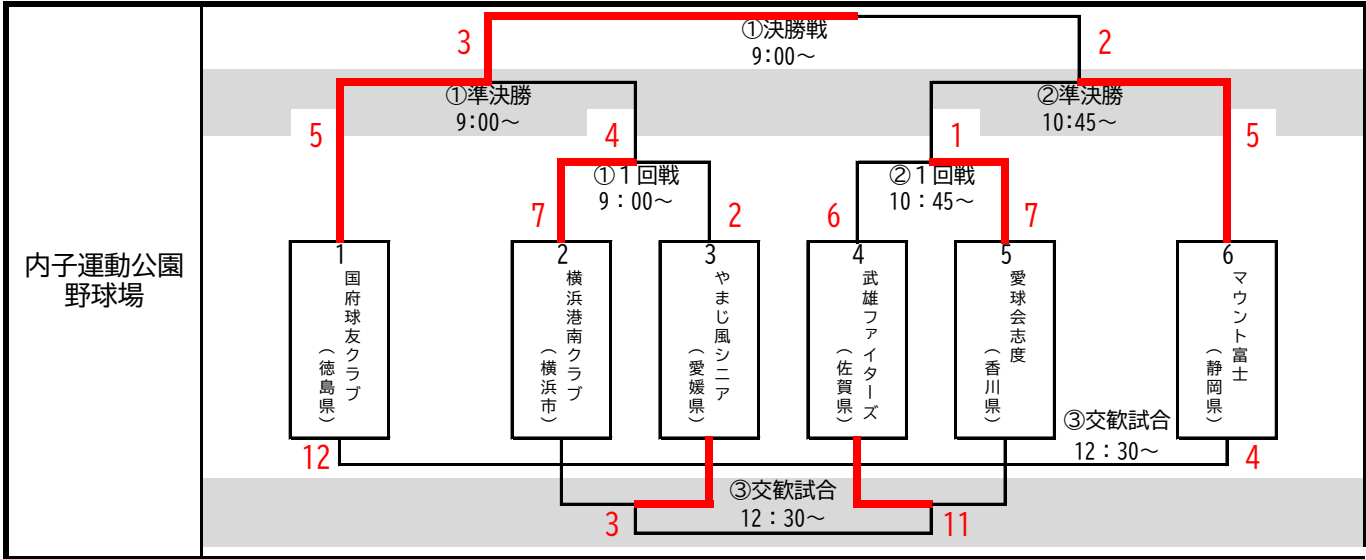 ①決勝戦
9:00～
3
2
①準決勝
9:00～
②準決勝
10:45～
5
4
1
5
①１回戦
9：00～
②１回戦
10：45～
7
2
6
7
内子運動公園
野球場
1
国府球友クラブ
（徳島県）
2
横浜港南クラブ
（横浜市）
3
やまじ風シニア
（愛媛県）
4
武雄ファイターズ
（佐賀県）
5
愛球会志度
（香川県）
6
マウント富士
（静岡県）
③交歓試合
12：30～
12
4
③交歓試合
12：30～
3
11